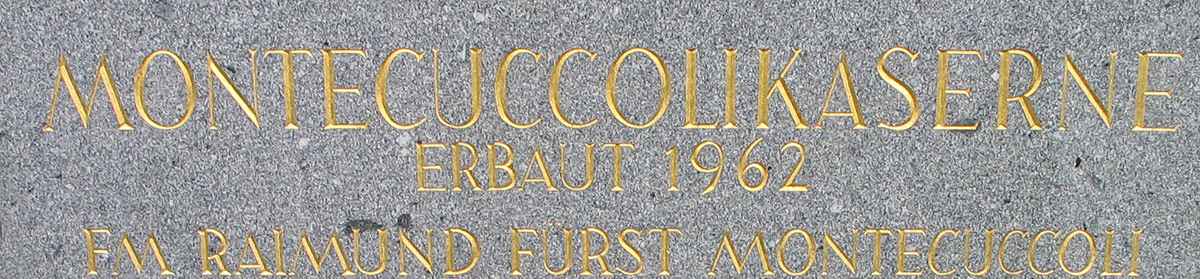 MONTECUCCOLIKASERNE
ERBAUT 1962
FM RAIMUND FÜRST MONTECUCCOLI